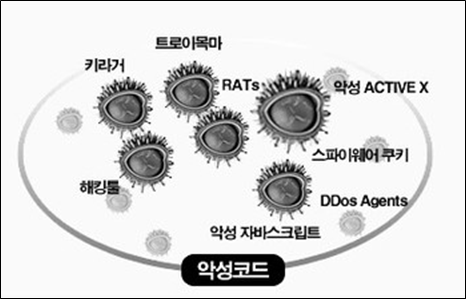 트로이목마
키라거
RATs
악성 ACTIVE X
스파이웨어 쿠키
해킹툴
DDos Agents
악성 자바스크립트
악성코드